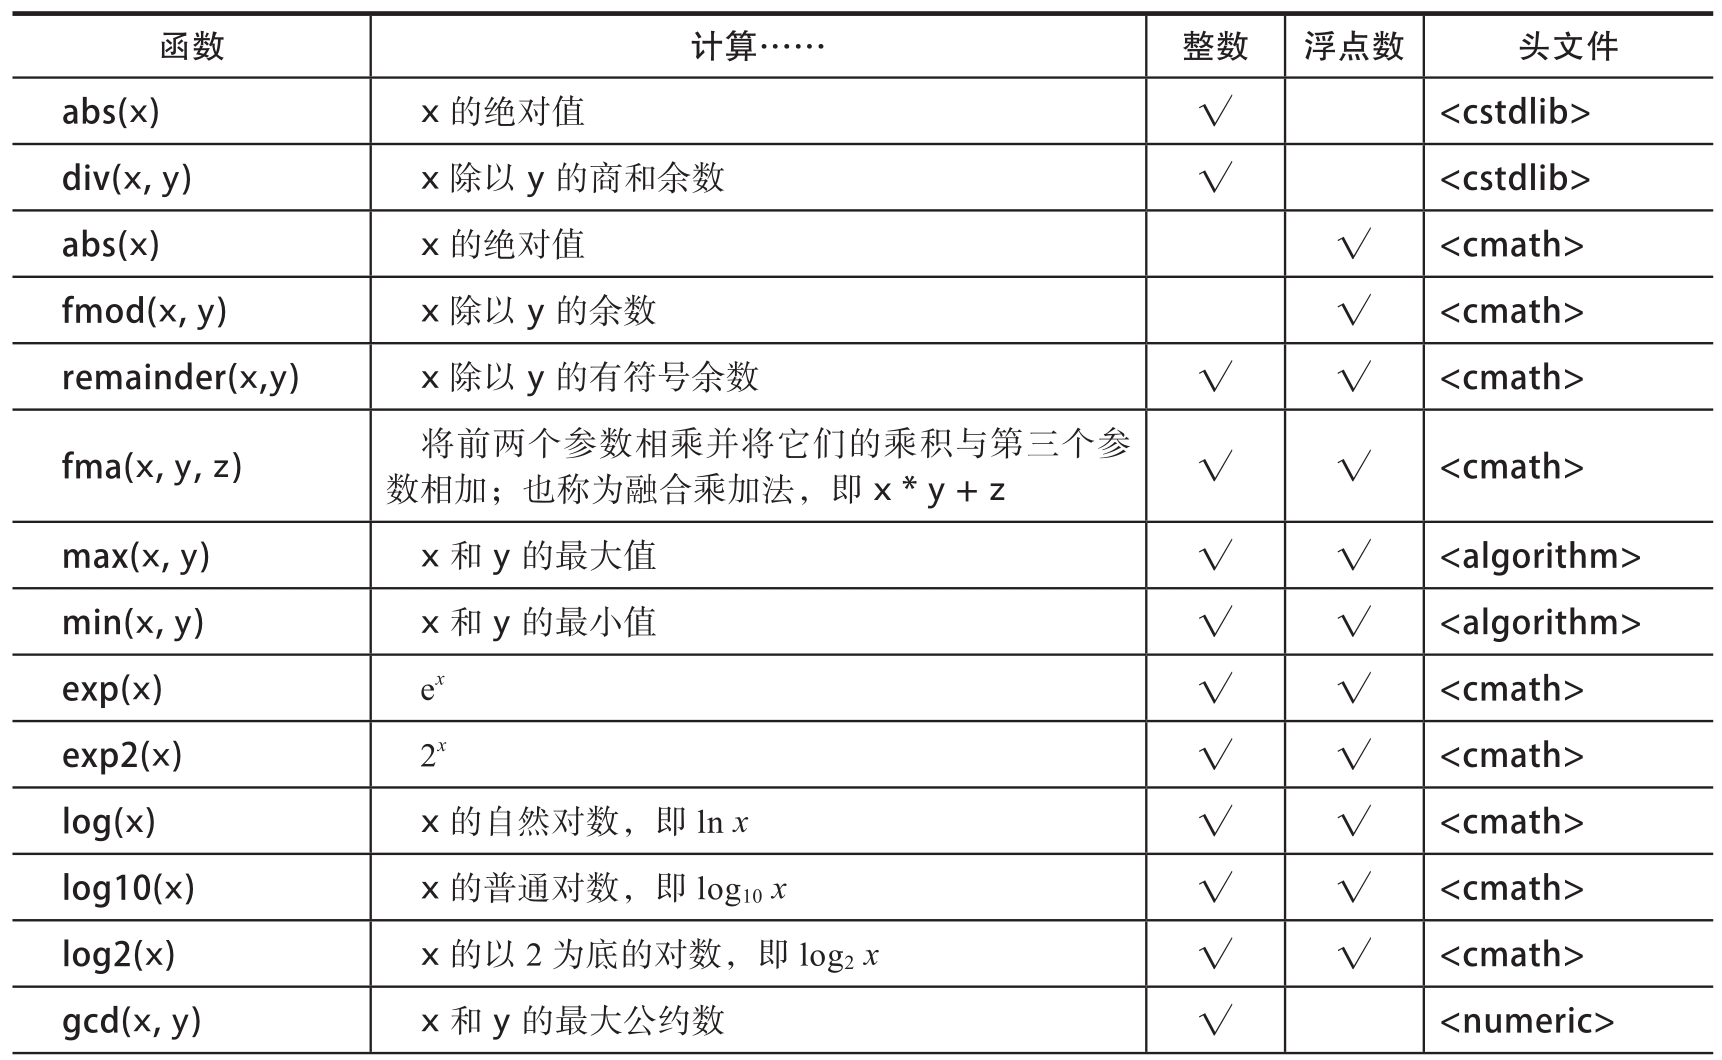 函数 计算…… 整数 浮点数 头文件
abs(x) x 的绝对值 √ <cstdlib>
div(x, y) x 除以 y 的商和余数 √ <cstdlib>
abs(x) x 的绝对值 √ <cmath>
fmod(x, y) x 除以 y 的余数 √ <cmath>
remainder(x,y) x 除以 y 的有符号余数 √ √ <cmath>
fma(x, y, z) 将前两个参数相乘并将它们的乘积与第三个参 √ √ <cmath>
数相加；也称为融合乘加法，即 x * y + z
max(x, y) x 和 y 的最大值 √ √ <algorithm>
min(x, y) x 和 y 的最小值 √ √ <algorithm>
exp(x) eˣ √ √ <cmath>
exp2(x) 2ˣ √ √ <cmath>
log(x) x 的自然对数，即 ln x √ √ <cmath>
log10(x) x 的普通对数，即 log₁₀ x √ √ <cmath>
log2(x) x 的以 2 为底的对数，即 log₂ x √ √ <cmath>
gcd(x, y) x 和 y 的最大公约数 √ <numeric>